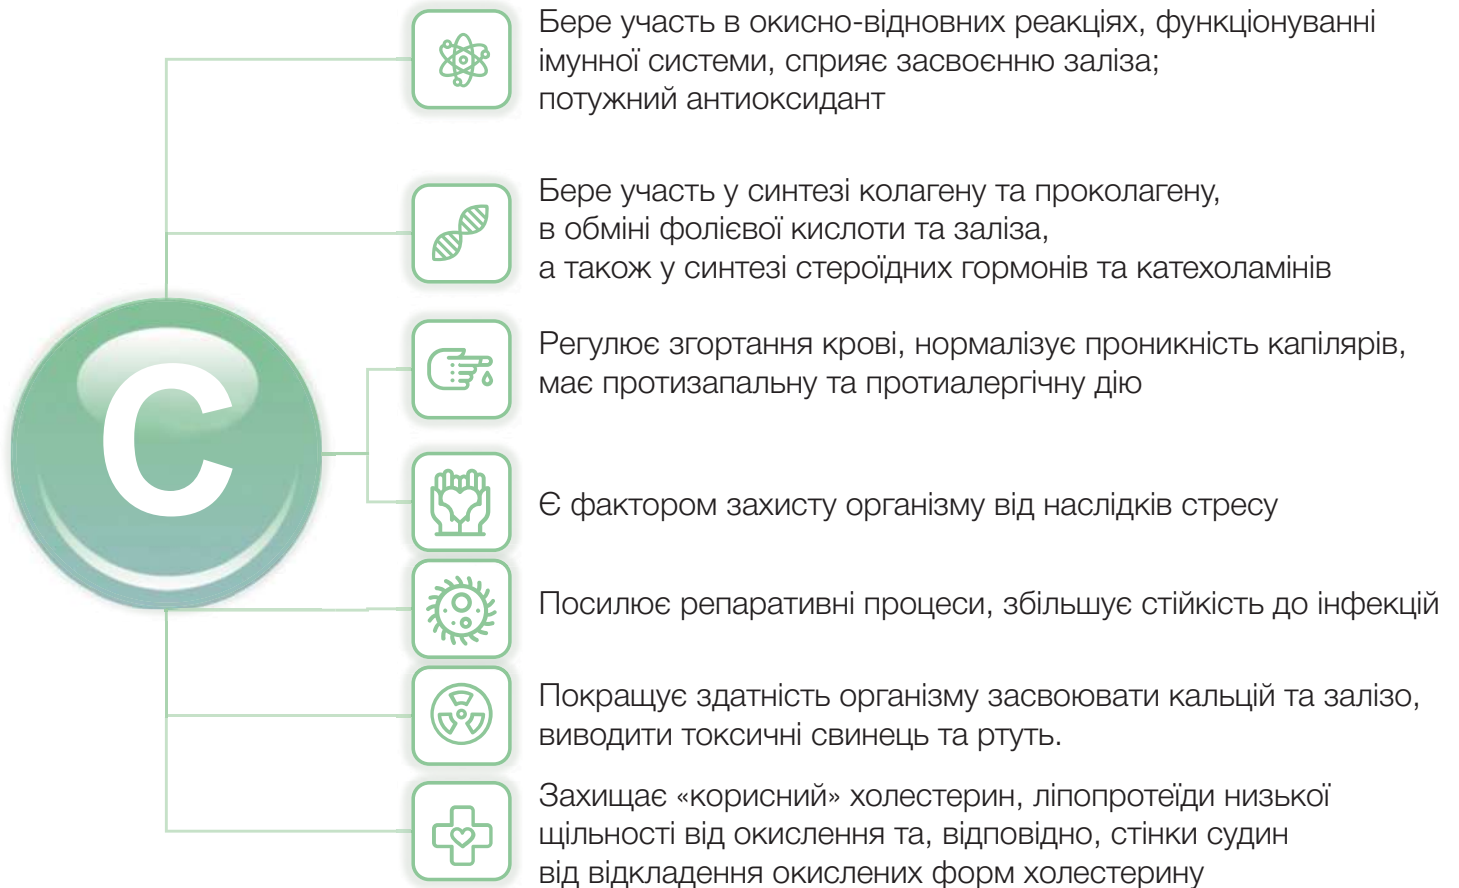 Бере участь в окисно-відновних реакціях, функціонуванні
імунної системи, сприяє засвоєнню заліза;
потужний антиоксидант
Бере участь у синтезі колагену та проколагену,
в обміні фолієвої кислоти та заліза,
а також у синтезі стероїдних гормонів та катехоламінів
Регулює згортання крові, нормалізує проникність капілярів,
має протизапальну та протиалергічну дію
C
Є фактором захисту організму від наслідків стресу
Посилює репаративні процеси, збільшує стійкість до інфекцій
Покращує здатність організму засвоювати кальцій та залізо,
виводити токсичні свинець та ртуть.
Захищає «корисний» холестерин, ліпопротеїди низької
щільності від окислення та, відповідно, стінки судин
від відкладення окислених форм холестерину